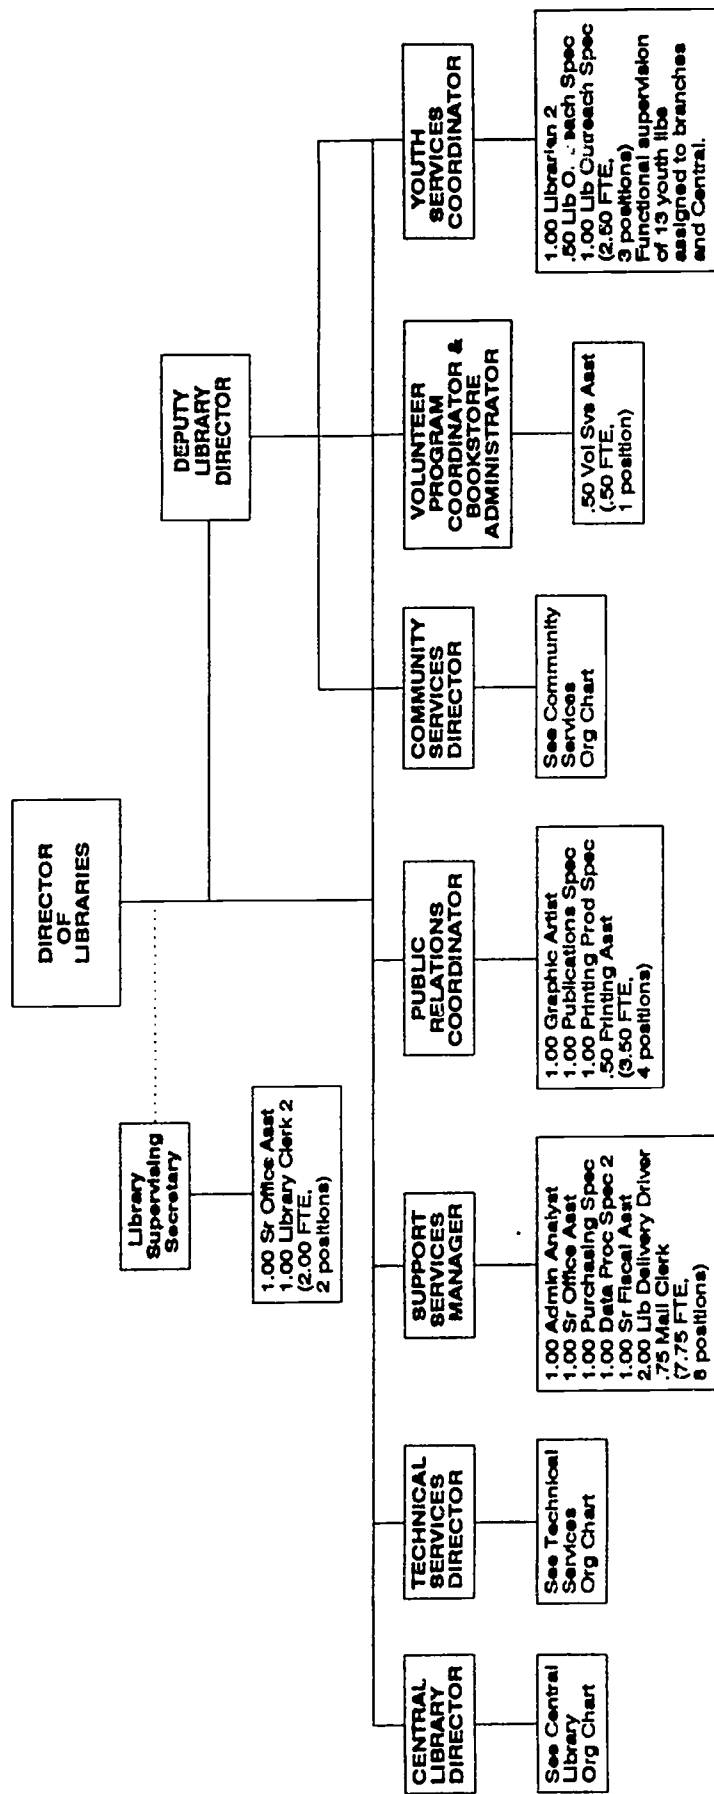 DIRECTOR
OF
LIBRARIES
Library
Supervising
Secretary
1.00 Sr Office Asst
1.00 Library Clerk 2
(2.00 FTE,
2 positions)
DEPUTY
LIBRARY
DIRECTOR
CENTRAL
LIBRARY
DIRECTOR
See Central
Library
Org Chart
TECHNICAL
SERVICES
DIRECTOR
See Technical
Services
Org Chart
SUPPORT
SERVICES
MANAGER
1.00 Admin Analyst
1.00 Sr Office Asst
1.00 Purchasing Spec
1.00 Data Proc Spec 2
1.00 Sr Fiscal Asst
2.00 Lib Delivery Driver
.75 Mail Clerk
(7.75 FTE,
8 positions)
PUBLIC
RELATIONS
COORDINATOR
1.00 Graphic Artist
1.00 Publications Spec
1.00 Printing Prod Spec
.50 Printing Asst
(3.50 FTE,
4 positions)
COMMUNITY
SERVICES
DIRECTOR
See Community
Services
Org Chart
VOLUNTEER
PROGRAM
COORDINATOR &
BOOKSTORE
ADMINISTRATOR
.50 Vol Svs Asst
(.50 FTE,
1 position)
YOUTH
SERVICES
COORDINATOR
1.00 Librarian 2
.50 Lib Spec
1.00 Lib Outreach Spec
(2.50 FTE,
3 positions)
Functional supervision
of 13 youth libs
assigned to branches
and Central.